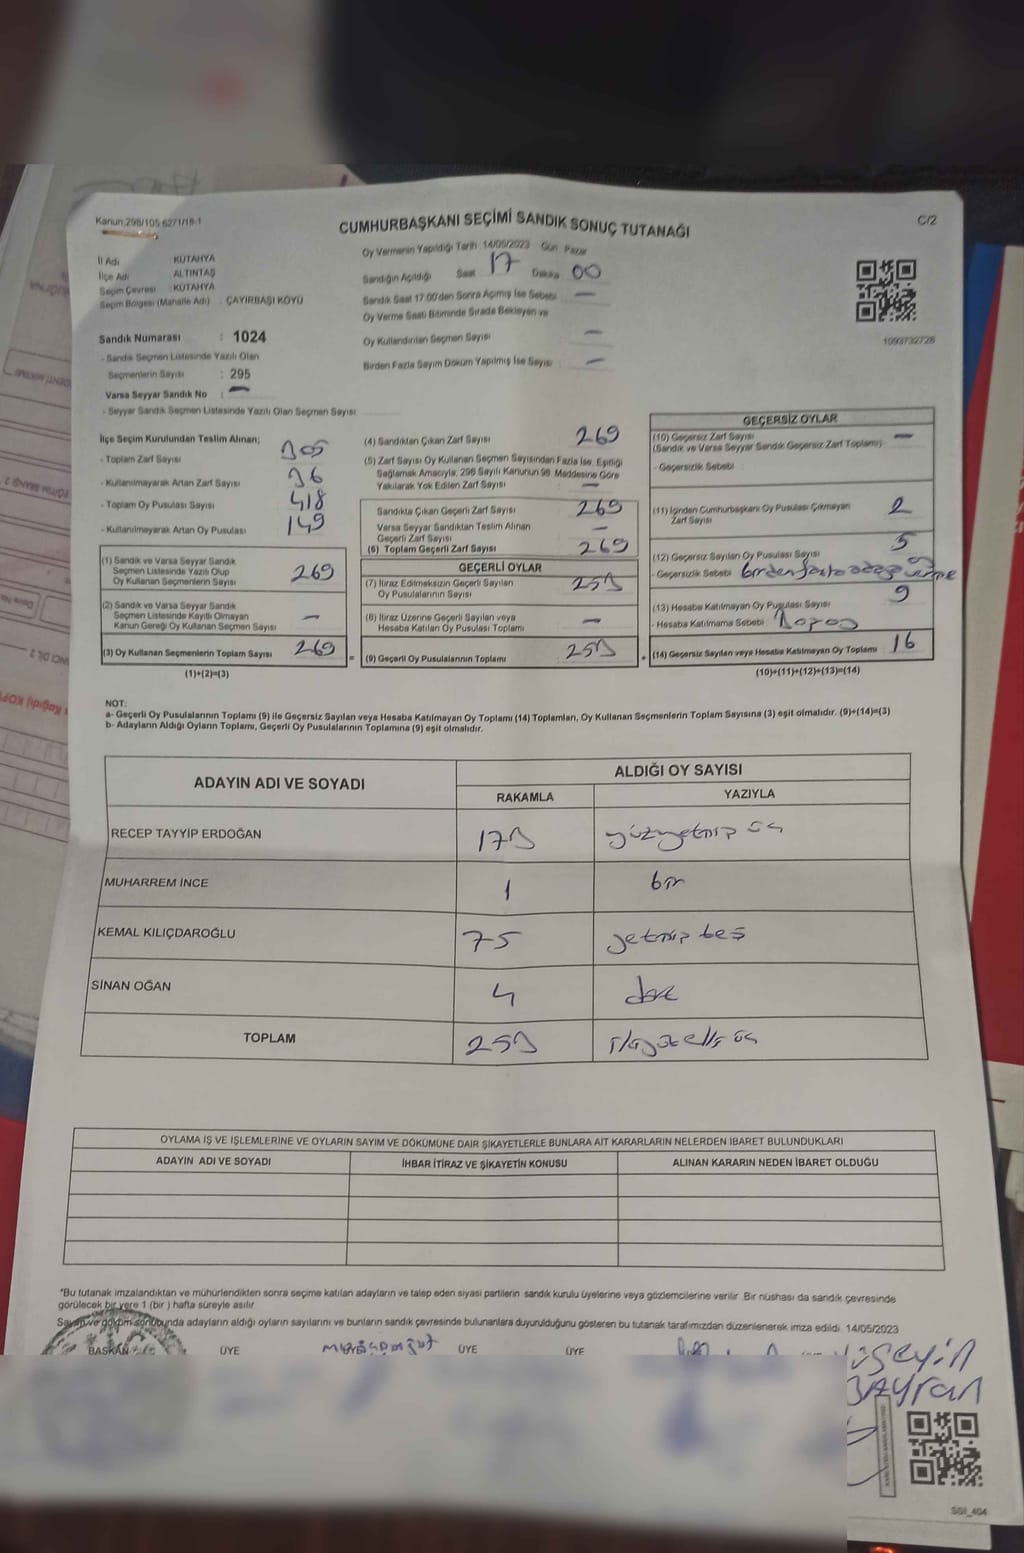 Kanun:298/105-6271/18-1
CUMHURBAŞKANI SEÇİMİ SANDIK SONUÇ TUTANAĞI
C/2
İl Adı KÜTAHYA
İlçe Adı ALTINTAŞ
Seçim Çevresi :KÜTAHYA
Seçim Bölgesi (Mahalle Adı) : ÇAYIRBAŞI KÖYÜ
Sandık Numarası : 1024
- Sandık Seçmen Listesinde Yazılı Olan
Seçmenlerin Sayısı : 295
Varsa Seyyar Sandık No : —
- Seyyar Sandık Seçmen Listesinde Yazılı Olan Seçmen Sayısı
Oy Vermenin Yapıldığı Tarih 14/05/2023 Gün Pazar
Sandığın Açıldığı Saat 17 Dakika 00
Sandık Saat 17.00'den Sonra Açılmış İse Sebebi —
Oy Verme Saati Bitiminde Sırada Bekleyen ve
Oy Kullandırılan Seçmen Sayısı —
Birden Fazla Sayım Döküm Yapılmış İse Sayısı : —
1093732728
İlçe Seçim Kurulundan Teslim Alınan;
- Toplam Zarf Sayısı 305
- Kullanılmayarak Artan Zarf Sayısı 36
- Toplam Oy Pusulası Sayısı 418
- Kullanılmayarak Artan Oy Pusulası 149
(1) Sandık ve Varsa Seyyar Sandık
Seçmen Listesinde Yazılı Olup
Oy Kullanan Seçmenlerin Sayısı 269
(2) Sandık ve Varsa Seyyar Sandık
Seçmen Listesinde Kayıtlı Olmayan
Kanun Gereği Oy Kullanan Seçmen Sayısı —
(3) Oy Kullanan Seçmenlerin Toplam Sayısı 269
(1)+(2)=(3)
(4) Sandıktan Çıkan Zarf Sayısı 269
(5) Zarf Sayısı Oy Kullanan Seçmen Sayısından Fazla İse, Eşitliği
Sağlamak Amacıyla; 298 Sayılı Kanunun 98. Maddesine Göre
Yakılarak Yok Edilen Zarf Sayısı —
Sandıkta Çıkan Geçerli Zarf Sayısı 269
Varsa Seyyar Sandıktan Teslim Alınan
Geçerli Zarf Sayısı —
(6) Toplam Geçerli Zarf Sayısı 269
GEÇERLİ OYLAR
(7) İtiraz Edilmeksizin Geçerli Sayılan
Oy Pusulalarının Sayısı 253
(8) İtiraz Üzerine Geçerli Sayılan veya
Hesaba Katılan Oy Pusulası Toplamı —
= (9) Geçerli Oy Pusulalarının Toplamı 253
GEÇERSİZ OYLAR
(10) Geçersiz Zarf Sayısı —
(Sandık ve Varsa Seyyar Sandık Geçersiz Zarf Toplamı)
- Geçersizlik Sebebi :
(11) İçinden Cumhurbaşkanı Oy Pusulası Çıkmayan
Zarf Sayısı 2
(12) Geçersiz Sayılan Oy Pusulası Sayısı 5
- Geçersizlik Sebebi birden fazla adaya verme
(13) Hesaba Katılmayan Oy Pusulası Sayısı 9
- Hesaba Katılmama Sebebi :
+ (14) Geçersiz Sayılan veya Hesaba Katılmayan Oy Toplamı 16
(10)+(11)+(12)+(13)=(14)
NOT:
a- Geçerli Oy Pusulalarının Toplamı (9) ile Geçersiz Sayılan veya Hesaba Katılmayan Oy Toplamı (14) Toplamları, Oy Kullanan Seçmenlerin Toplam Sayısına (3) eşit olmalıdır. (9)+(14)=(3)
b- Adayların Aldığı Oyların Toplamı, Geçerli Oy Pusulalarının Toplamına (9) eşit olmalıdır.
ADAYIN ADI VE SOYADI ALDIĞI OY SAYISI
RAKAMLA YAZIYLA
RECEP TAYYİP ERDOĞAN 173 yüzyetmiş üç
MUHARREM İNCE 1 bir
KEMAL KILIÇDAROĞLU 75 yetmiş beş
SİNAN OĞAN 4 dört
TOPLAM 253 ikiyüz elli üç
OYLAMA İŞ VE İŞLEMLERİNE VE OYLARIN SAYIM VE DÖKÜMÜNE DAİR ŞİKAYETLERLE BUNLARA AİT KARARLARIN NELERDEN İBARET BULUNDUKLARI
ADAYIN ADI VE SOYADI İHBAR İTİRAZ VE ŞİKAYETİN KONUSU ALINAN KARARIN NEDEN İBARET OLDUĞU
*Bu tutanak imzalandıktan ve mühürlendikten sonra seçime katılan adayların ve talep eden siyasi partilerin sandık kurulu üyelerine veya gözlemcilerine verilir. Bir nüshası da sandık çevresinde
görülecek bir yere 1 (bir ) hafta süreyle asılır
Sayım ve döküm sonucunda adayların aldığı oyların sayılarını ve bunların sandık çevresinde bulunanlara duyurulduğunu gösteren bu tutanak tarafımızdan düzenlenerek imza edildi. 14/05/2023
BAŞKAN ÜYE ÜYE ÜYE
üseyin
BAYran
SGI_404